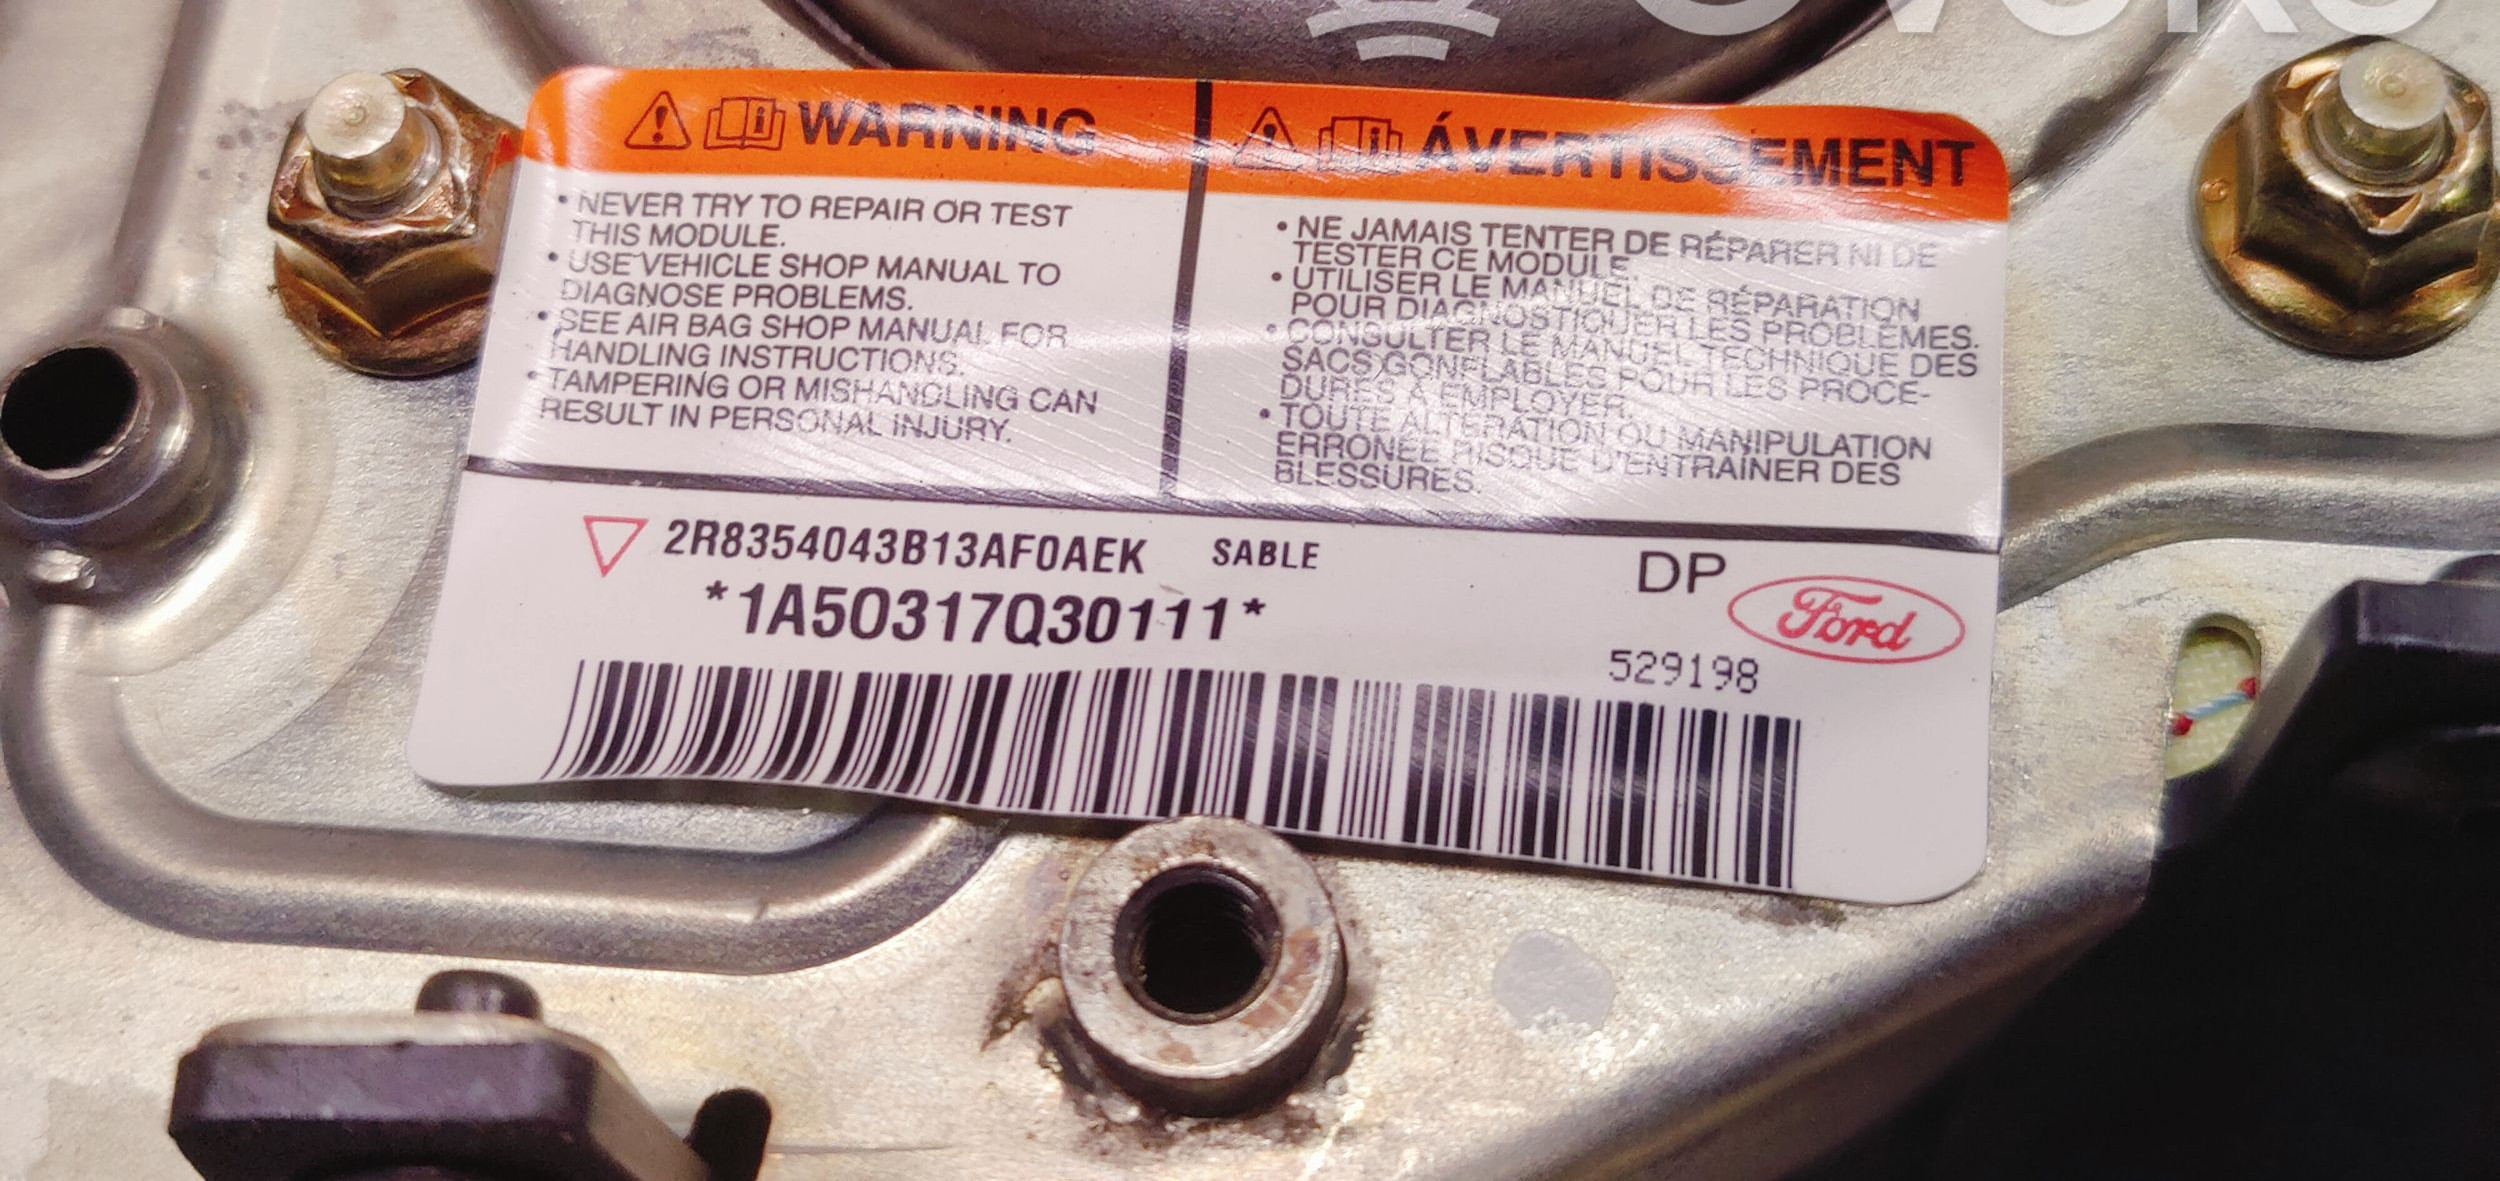 WARNING
• NEVER TRY TO REPAIR OR TEST
THIS MODULE.
• USE VEHICLE SHOP MANUAL TO
DIAGNOSE PROBLEMS.
• SEE AIR BAG SHOP MANUAL FOR
HANDLING INSTRUCTIONS.
• TAMPERING OR MISHANDLING CAN
RESULT IN PERSONAL INJURY.
ÁVERTISSEMENT
• NE JAMAIS TENTER DE RÉPARER NI DE
TESTER CE MODULE.
• UTILISER LE MANUEL DE RÉPARATION
POUR DIAGNOSTIQUER LES PROBLÈMES.
• CONSULTER LE MANUEL TECHNIQUE DES
SACS GONFLABLES POUR LES PROCE-
DURES À EMPLOYER.
• TOUTE ALTÉRATION OU MANIPULATION
ERRONÉE RISQUE D'ENTRAÎNER DES
BLESSURES.
2R8354043B13AF0AEK SABLE DP
*1A50317Q30111*
Ford
529198